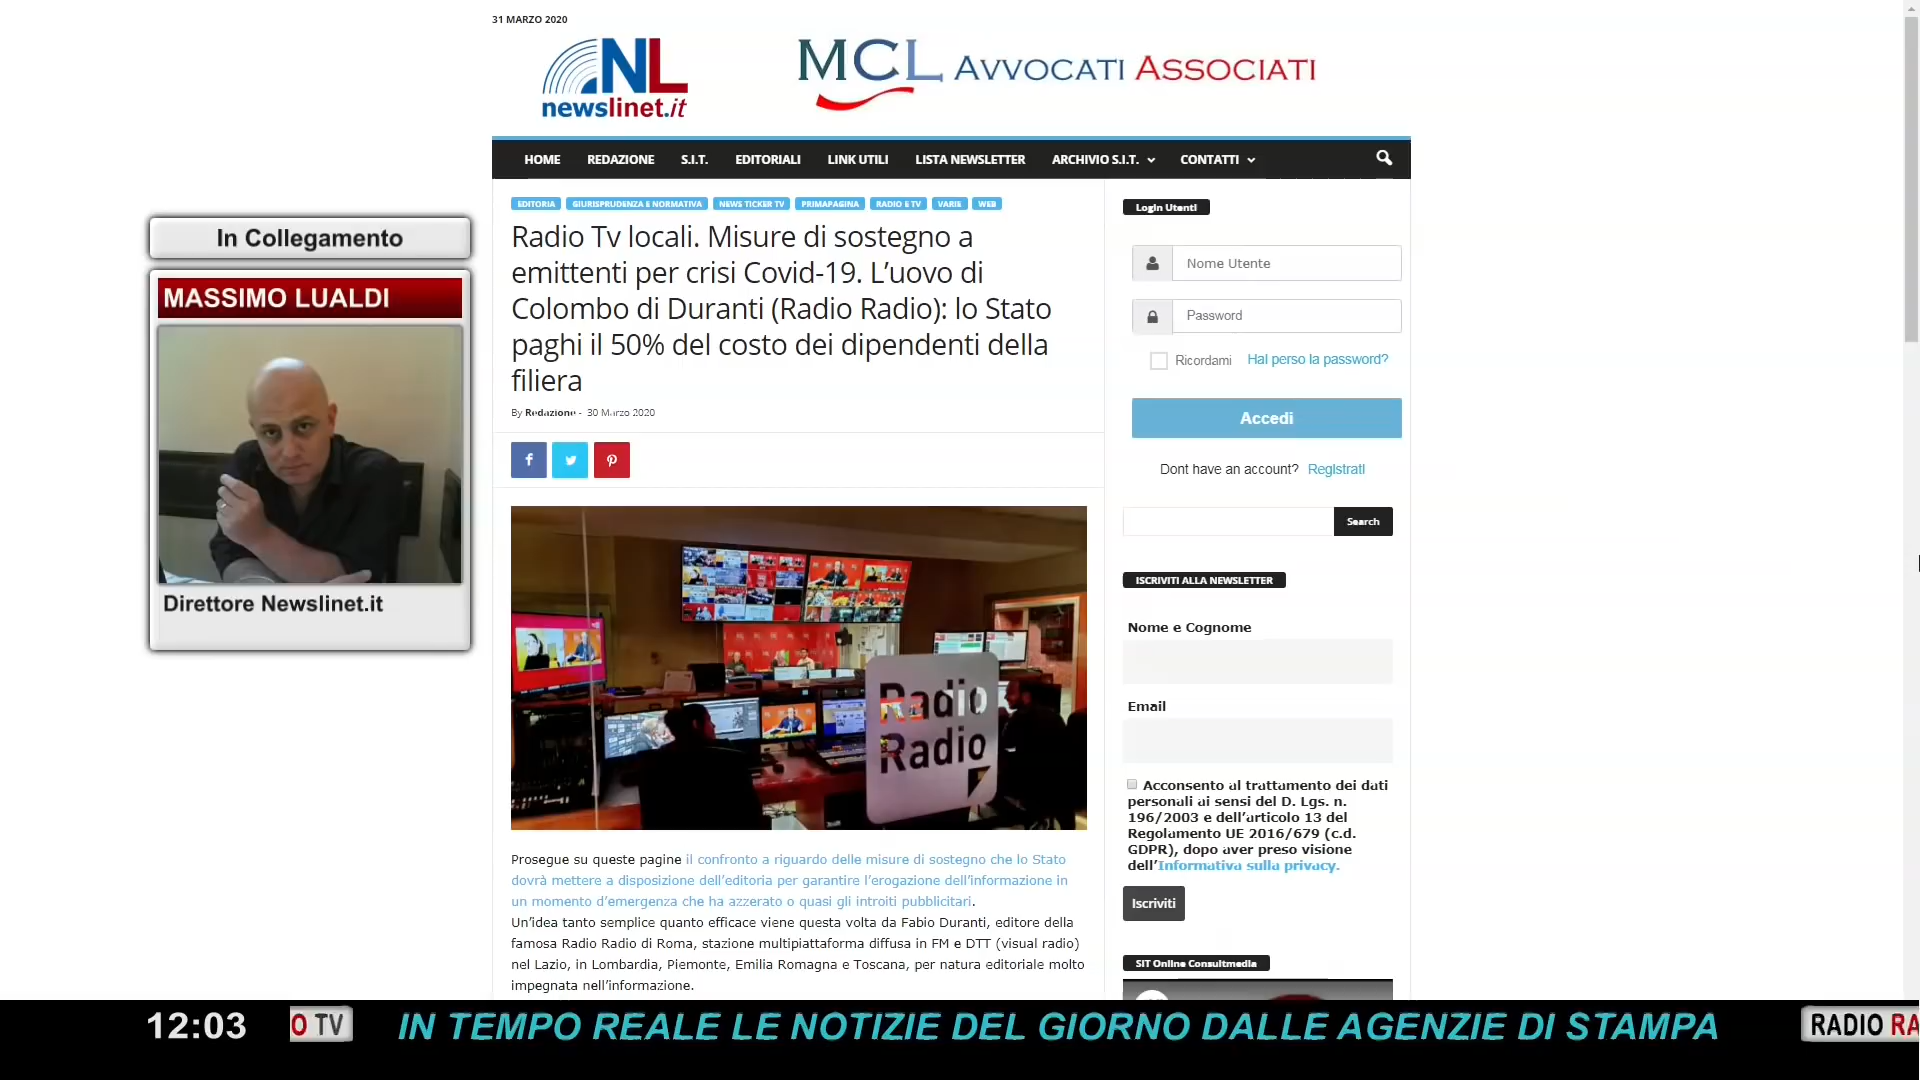 31 MARZO 2020
NL
newslinet.it
MCL AVVOCATI ASSOCIATI
HOME REDAZIONE S.I.T. EDITORIALI LINK UTILI LISTA NEWSLETTER ARCHIVIO S.I.T. CONTATTI
EDITORIA GIURISPRUDENZA E NORMATIVA NEWS TICKER TV PRIMAPAGINA RADIO E TV VARIE WEB
Radio Tv locali. Misure di sostegno a
emittenti per crisi Covid-19. L’uovo di
Colombo di Duranti (Radio Radio): lo Stato
paghi il 50% del costo dei dipendenti della
filiera
By Redazione - 30 Marzo 2020
In Collegamento
MASSIMO LUALDI
Direttore Newslinet.it
Radio
Radio
Prosegue su queste pagine il confronto a riguardo delle misure di sostegno che lo Stato
dovrà mettere a disposizione dell’editoria per garantire l’erogazione dell’informazione in
un momento d’emergenza che ha azzerato o quasi gli introiti pubblicitari.
Un’idea tanto semplice quanto efficace viene questa volta da Fabio Duranti, editore della
famosa Radio Radio di Roma, stazione multipiattaforma diffusa in FM e DTT (visual radio)
nel Lazio, in Lombardia, Piemonte, Emilia Romagna e Toscana, per natura editoriale molto
impegnata nell’informazione.
Login Utenti
Nome Utente
Password
Ricordami Hai perso la password?
Accedi
Dont have an account? Registrati
Search
ISCRIVITI ALLA NEWSLETTER
Nome e Cognome
Email
Acconsento al trattamento dei dati
personali ai sensi del D. Lgs. n.
196/2003 e dell’articolo 13 del
Regolamento UE 2016/679 (c.d.
GDPR), dopo aver preso visione
dell’Informativa sulla privacy.
Iscriviti
SIT Online Consultmedia
12:03 O TV IN TEMPO REALE LE NOTIZIE DEL GIORNO DALLE AGENZIE DI STAMPA RADIO RA